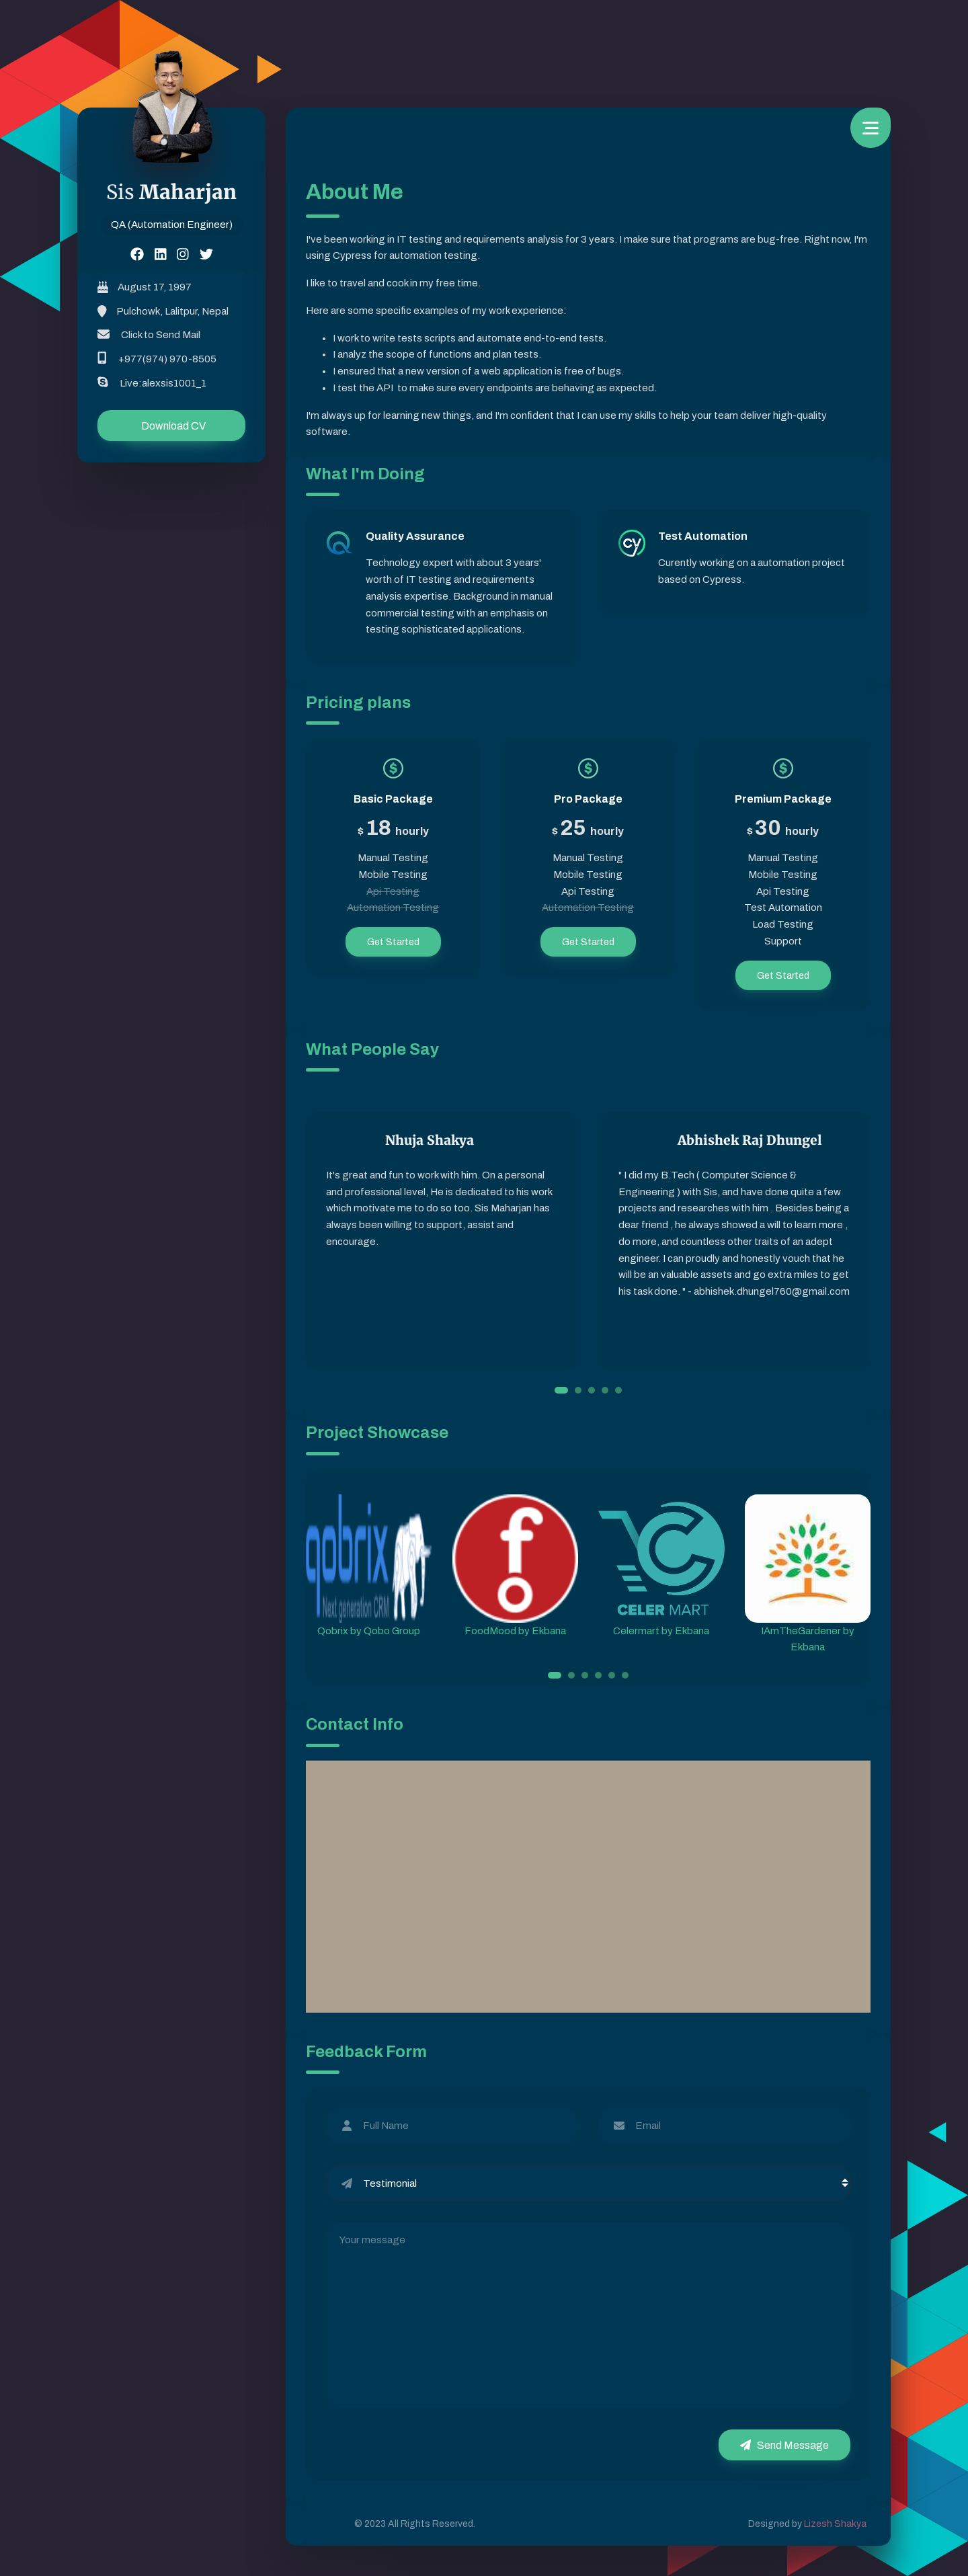 Sis Maharjan
QA (Automation Engineer)
August 17, 1997
Pulchowk, Lalitpur, Nepal
Click to Send Mail
+977(974) 970-8505
Live:alexsis1001_1
Download CV
About Me
I've been working in IT testing and requirements analysis for 3 years. I make sure that programs are bug-free. Right now, I'm
using Cypress for automation testing.
I like to travel and cook in my free time.
Here are some specific examples of my work experience:
• I work to write tests scripts and automate end-to-end tests.
• I analyz the scope of functions and plan tests.
• I ensured that a new version of a web application is free of bugs.
• I test the API to make sure every endpoints are behaving as expected.
I'm always up for learning new things, and I'm confident that I can use my skills to help your team deliver high-quality
software.
What I'm Doing
Quality Assurance
Technology expert with about 3 years'
worth of IT testing and requirements
analysis expertise. Background in manual
commercial testing with an emphasis on
testing sophisticated applications.
CY
Test Automation
Curently working on a automation project
based on Cypress.
Pricing plans
$
Basic Package
$ 18 hourly
Manual Testing
Mobile Testing
Api Testing
Automation Testing
Get Started
$
Pro Package
$ 25 hourly
Manual Testing
Mobile Testing
Api Testing
Automation Testing
Get Started
$
Premium Package
$ 30 hourly
Manual Testing
Mobile Testing
Api Testing
Test Automation
Load Testing
Support
Get Started
What People Say
Nhuja Shakya
It's great and fun to work with him. On a personal
and professional level, He is dedicated to his work
which motivate me to do so too. Sis Maharjan has
always been willing to support, assist and
encourage.
Abhishek Raj Dhungel
" I did my B.Tech ( Computer Science &
Engineering ) with Sis, and have done quite a few
projects and researches with him . Besides being a
dear friend , he always showed a will to learn more ,
do more, and countless other traits of an adept
engineer. I can proudly and honestly vouch that he
will be an valuable assets and go extra miles to get
his task done. " - abhishek.dhungel760@gmail.com
Project Showcase
qobrix
Next generation CRM
Qobrix by Qobo Group
fo
FoodMood by Ekbana
CELER MART
Celermart by Ekbana
IAmTheGardener by
Ekbana
Contact Info
Feedback Form
Full Name
Email
Testimonial
Your message
Send Message
© 2023 All Rights Reserved.
Designed by Lizesh Shakya